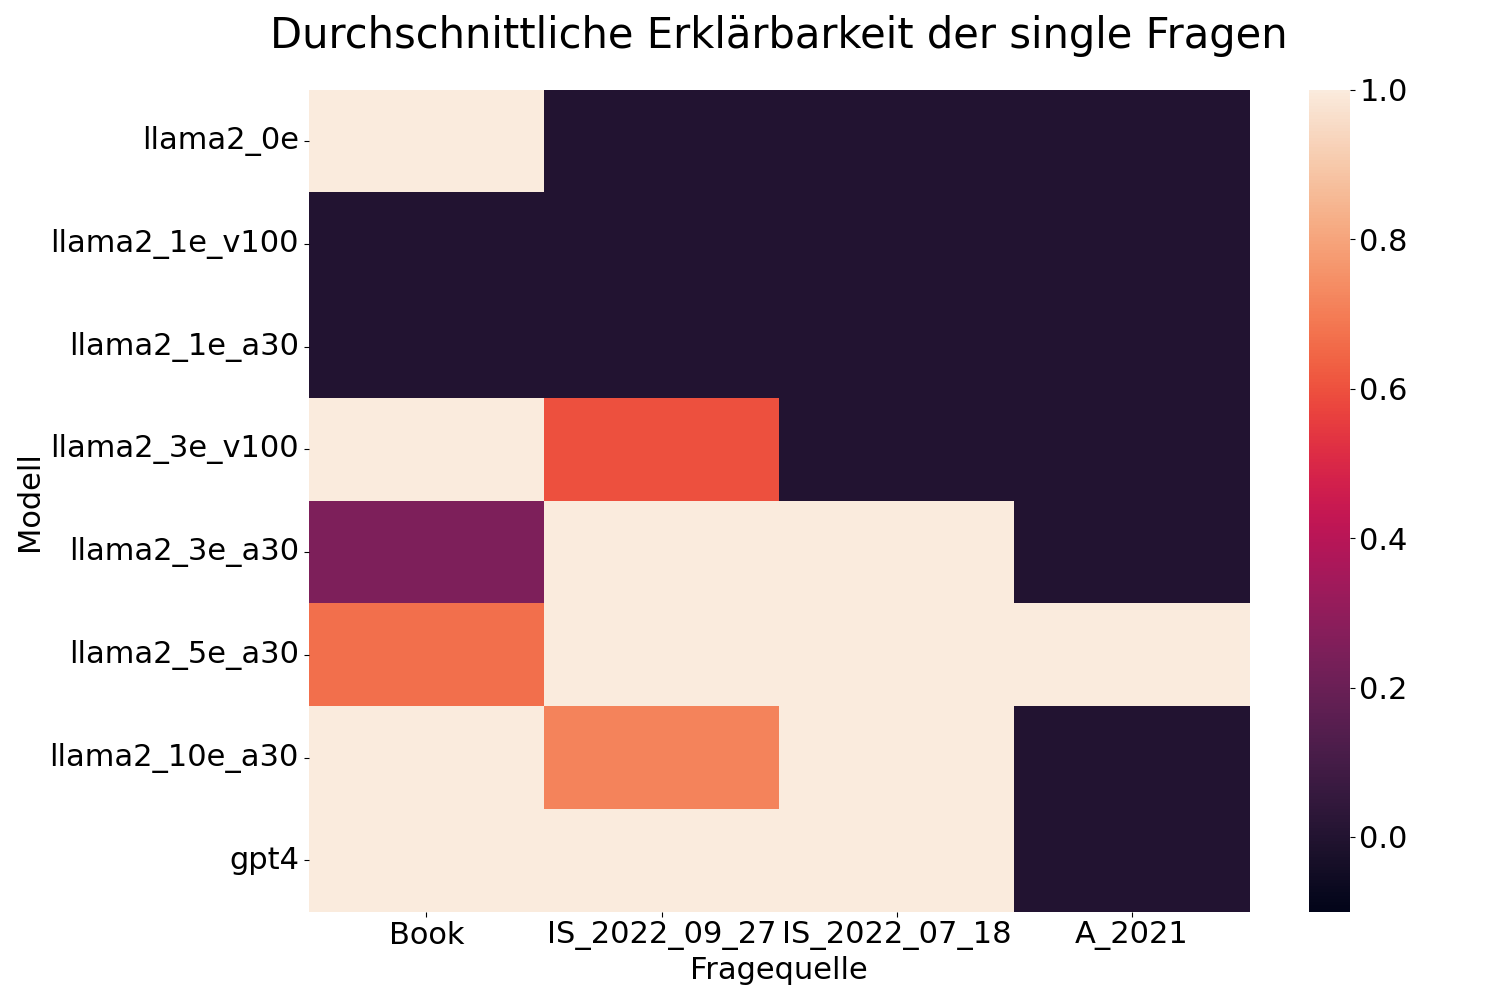 Durchschnittliche Erklärbarkeit der single Fragen
Modell
llama2_0e
llama2_1e_v100
llama2_1e_a30
llama2_3e_v100
llama2_3e_a30
llama2_5e_a30
llama2_10e_a30
gpt4
Book
IS_2022_09_27
IS_2022_07_18
A_2021
Fragequelle
1.0
0.8
0.6
0.4
0.2
0.0